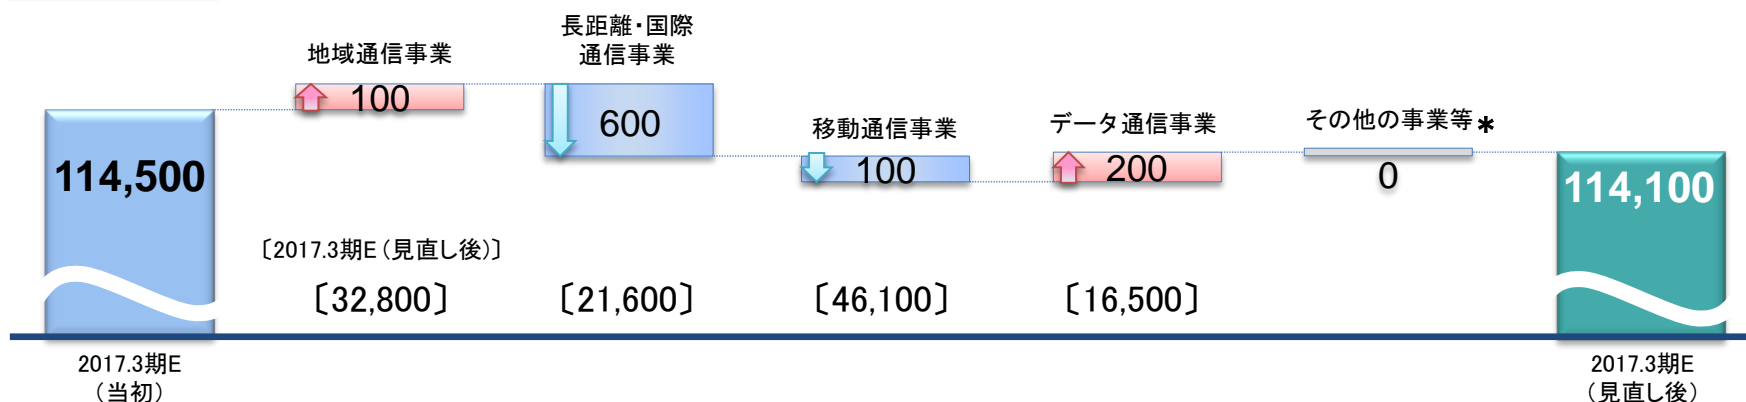 地域通信事業
長距離・国際
通信事業
移動通信事業
データ通信事業
その他の事業等*
100
600
100
200
0
114,500
114,100
〔2017.3期E（見直し後）〕
〔32,800〕
〔21,600〕
〔46,100〕
〔16,500〕
2017.3期E
（当初）
2017.3期E
（見直し後）